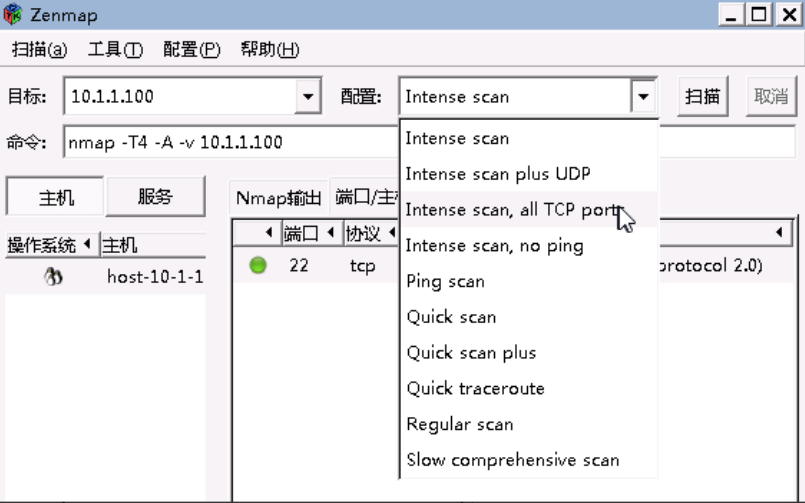 Zenmap
扫描(a) 工具(T) 配置(P) 帮助(H)
目标: 10.1.1.100 配置: Intense scan 扫描 取消
命令: nmap -T4 -A -v 10.1.1.100
主机 服务 Nmap输出 端口/主
操作系统 主机 端口 协议
host-10-1-1 22 tcp protocol 2.0)
Intense scan
Intense scan plus UDP
Intense scan, all TCP port
Intense scan, no ping
Ping scan
Quick scan
Quick scan plus
Quick traceroute
Regular scan
Slow comprehensive scan